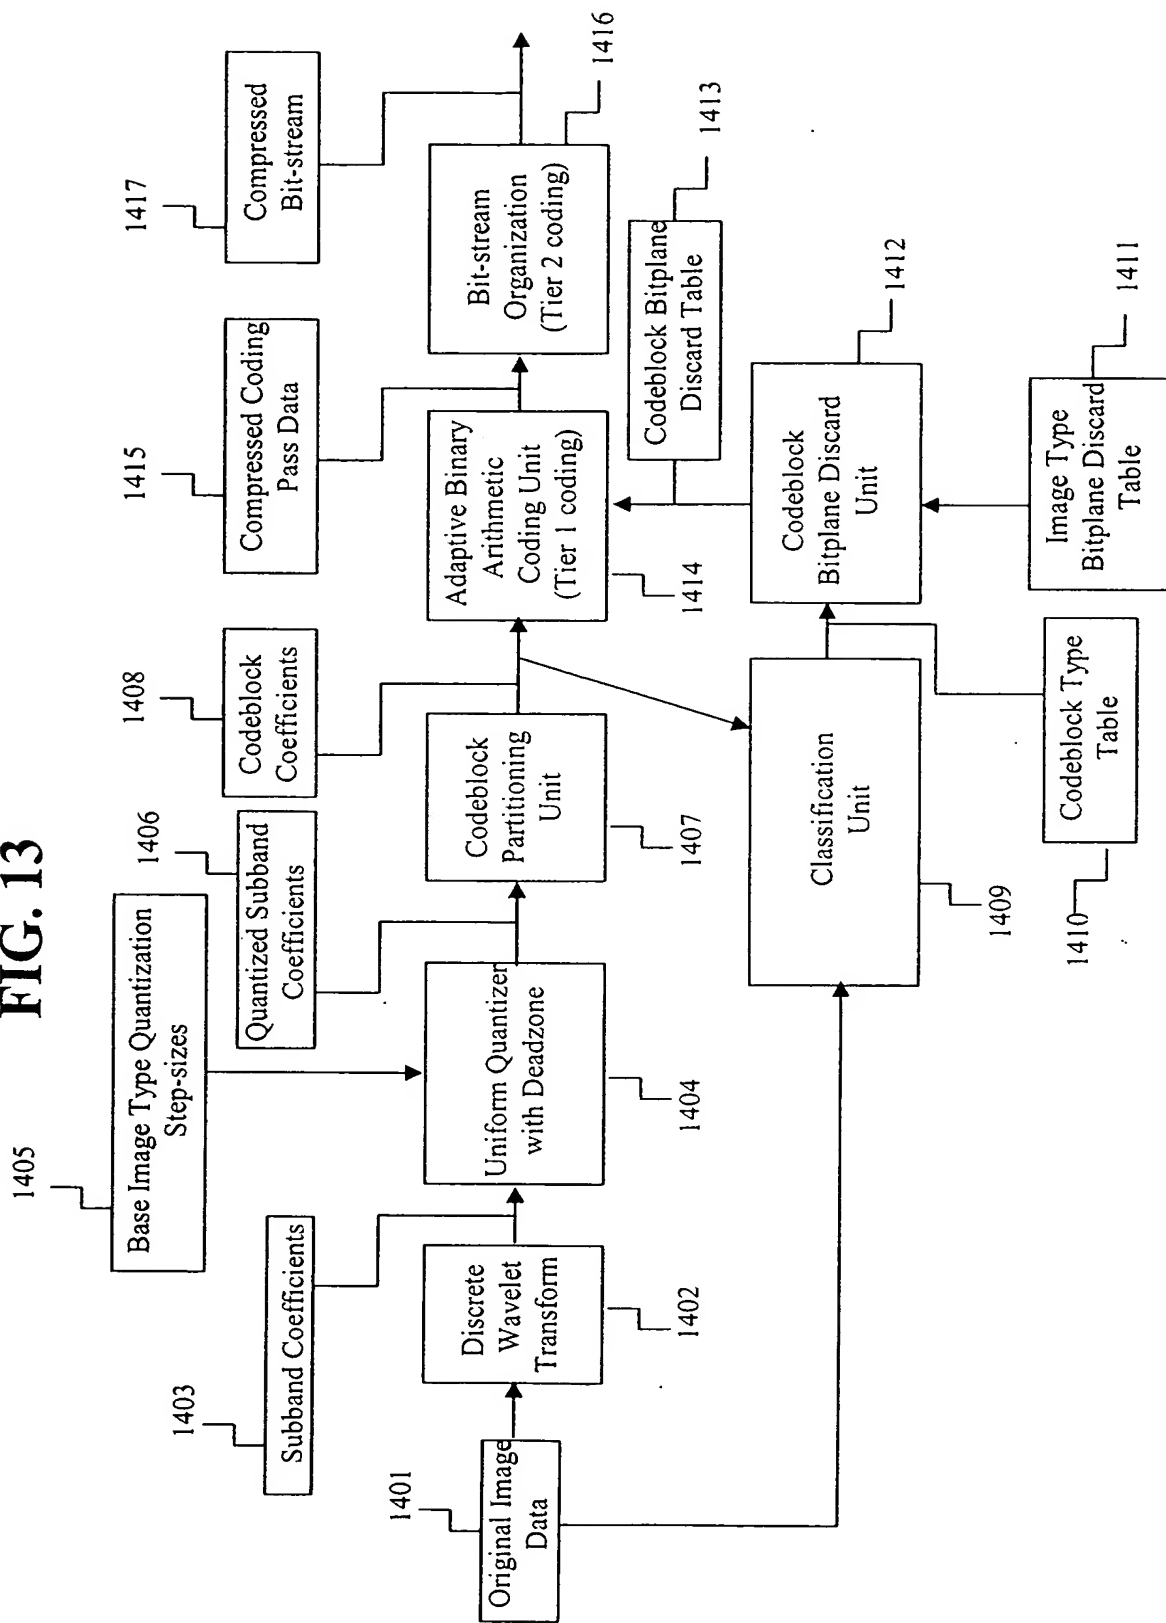 FIG. 13
1401
Original Image
Data
Discrete
Wavelet
Transform
1402
1403
Subband Coefficients
1405
Base Image Type Quantization
Step-sizes
Uniform Quantizer
with Deadzone
1404
1406
Quantized Subband
Coefficients
Codeblock
Partitioning
Unit
1407
1408
Codeblock
Coefficients
Classification
Unit
1409
1410
Codeblock Type
Table
Image Type
Bitplane Discard
Table
1411
Codeblock
Bitplane Discard
Unit
1412
Codeblock Bitplane
Discard Table
1413
Adaptive Binary
Arithmetic
Coding Unit
(Tier 1 coding)
1414
1415
Compressed Coding
Pass Data
Bit-stream
Organization
(Tier 2 coding)
1416
1417
Compressed
Bit-stream